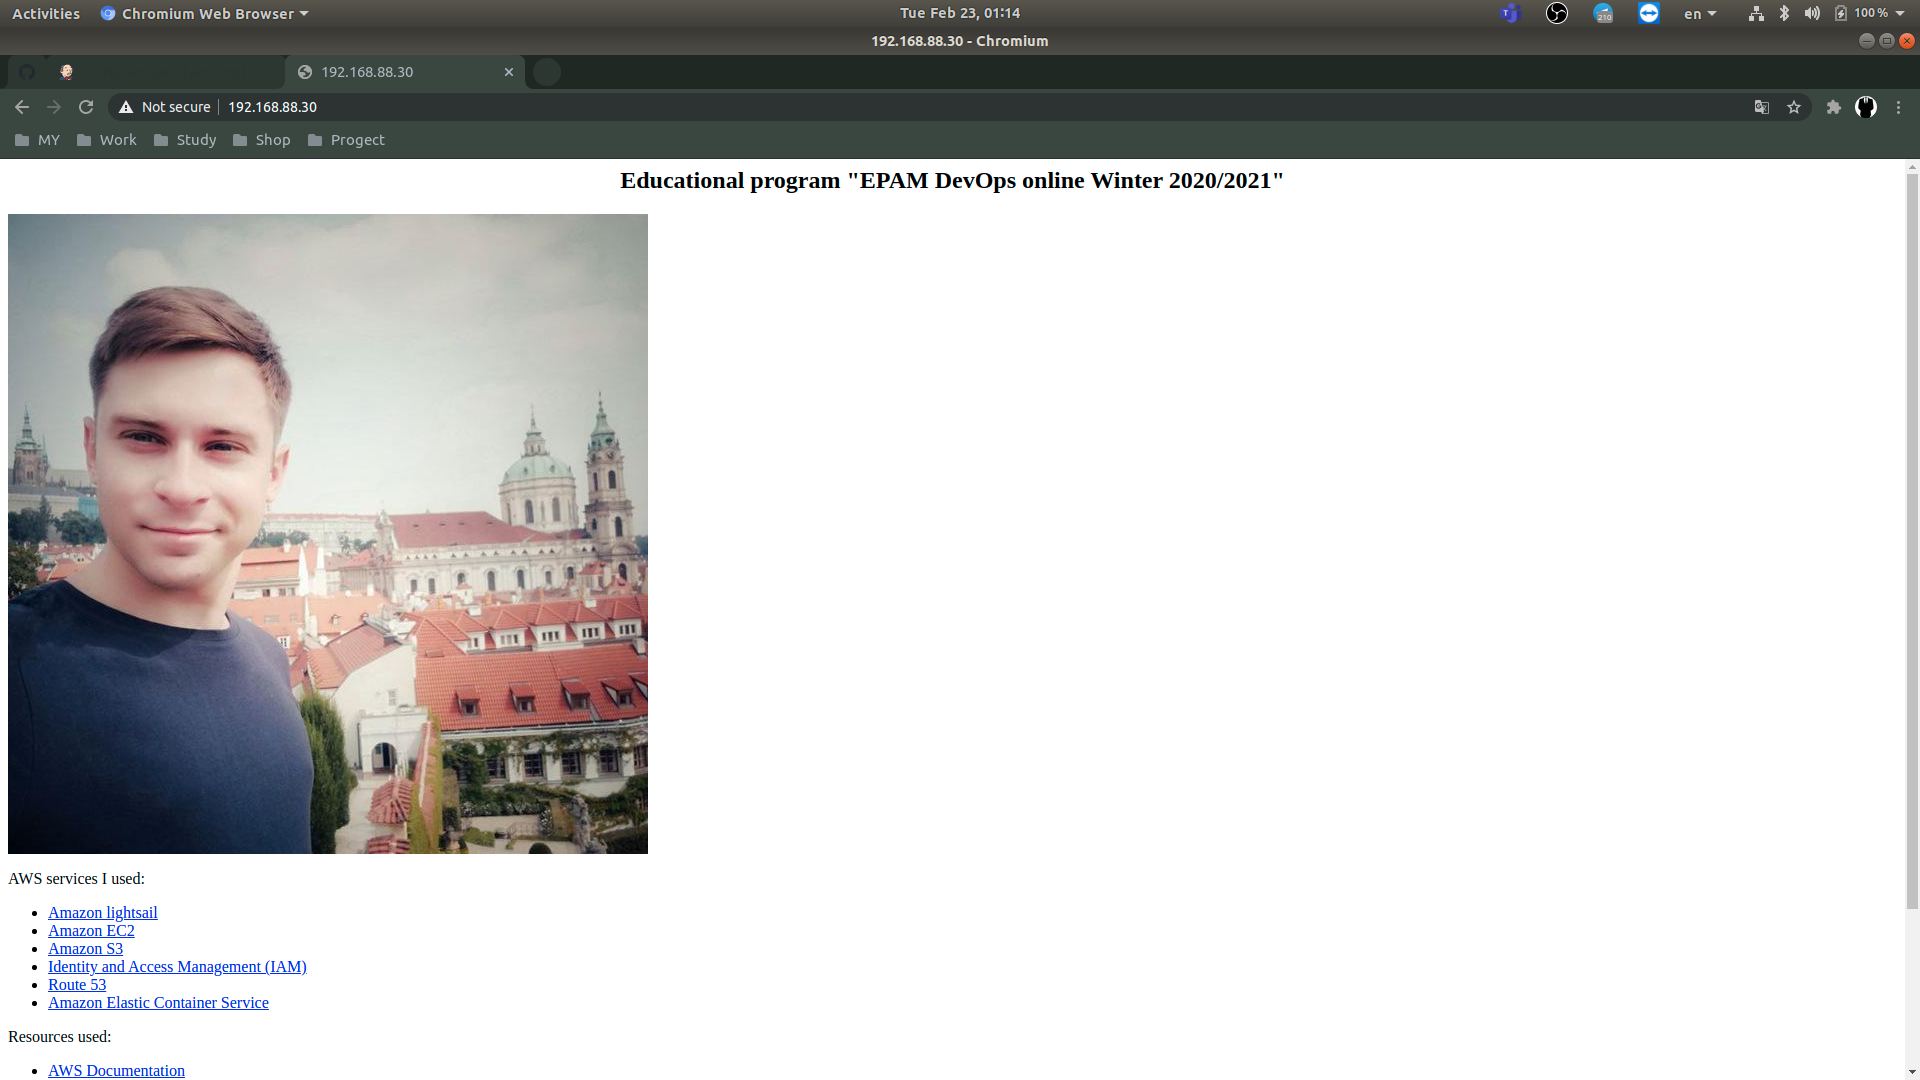 Activities Chromium Web Browser Tue Feb 23, 01:14 210 en 100 %
192.168.88.30 - Chromium
192.168.88.30
Not secure 192.168.88.30
MY Work Study Shop Progect
Educational program "EPAM DevOps online Winter 2020/2021"
AWS services I used:
Amazon lightsail
Amazon EC2
Amazon S3
Identity and Access Management (IAM)
Route 53
Amazon Elastic Container Service
Resources used:
AWS Documentation